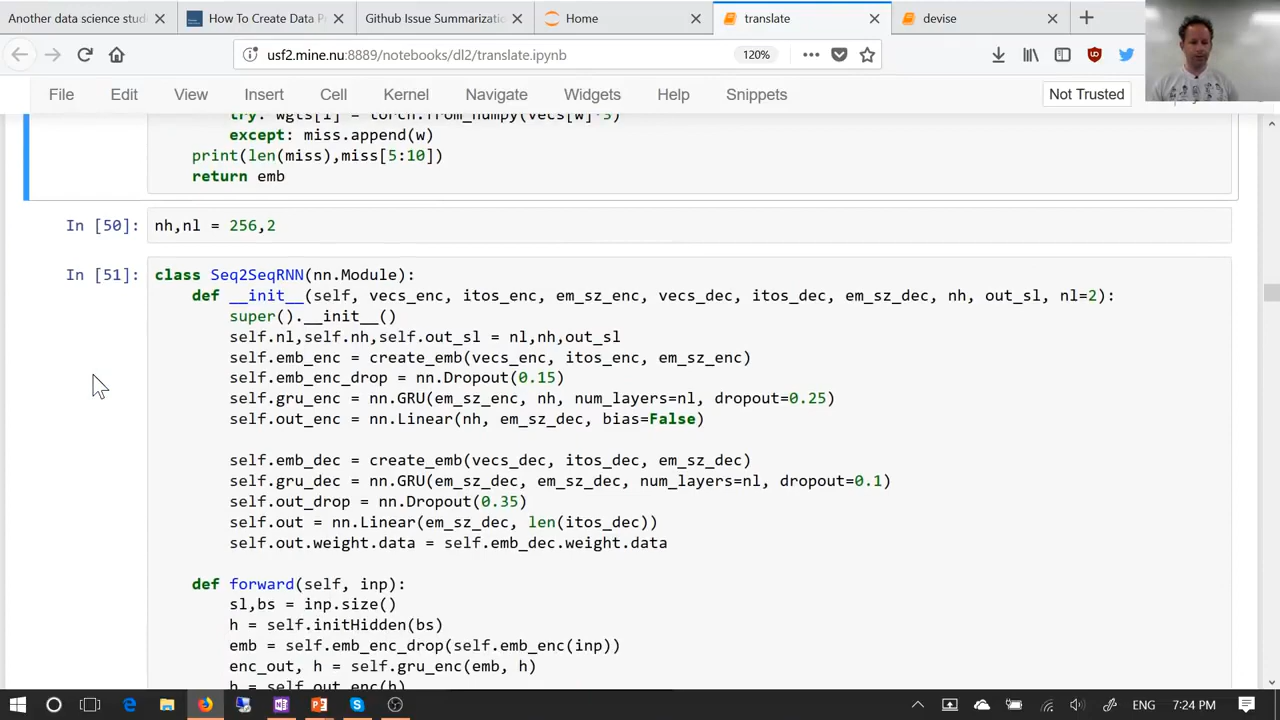 Another data science stud
How To Create Data P
Github Issue Summarizatio
Home
translate
devise
usf2.mine.nu:8889/notebooks/dl2/translate.ipynb
120%
File Edit View Insert Cell Kernel Navigate Widgets Help Snippets
Not Trusted
try: wgts[i] = torch.from_numpy(vecs[w]*3)
except: miss.append(w)
print(len(miss),miss[5:10])
return emb
In [50]: nh,nl = 256,2
In [51]: class Seq2SeqRNN(nn.Module):
def __init__(self, vecs_enc, itos_enc, em_sz_enc, vecs_dec, itos_dec, em_sz_dec, nh, out_sl, nl=2):
super().__init__()
self.nl,self.nh,self.out_sl = nl,nh,out_sl
self.emb_enc = create_emb(vecs_enc, itos_enc, em_sz_enc)
self.emb_enc_drop = nn.Dropout(0.15)
self.gru_enc = nn.GRU(em_sz_enc, nh, num_layers=nl, dropout=0.25)
self.out_enc = nn.Linear(nh, em_sz_dec, bias=False)
self.emb_dec = create_emb(vecs_dec, itos_dec, em_sz_dec)
self.gru_dec = nn.GRU(em_sz_dec, em_sz_dec, num_layers=nl, dropout=0.1)
self.out_drop = nn.Dropout(0.35)
self.out = nn.Linear(em_sz_dec, len(itos_dec))
self.out.weight.data = self.emb_dec.weight.data
def forward(self, inp):
sl,bs = inp.size()
h = self.initHidden(bs)
emb = self.emb_enc_drop(self.emb_enc(inp))
enc_out, h = self.gru_enc(emb, h)
h = self.out_enc(h)
ENG 7:24 PM